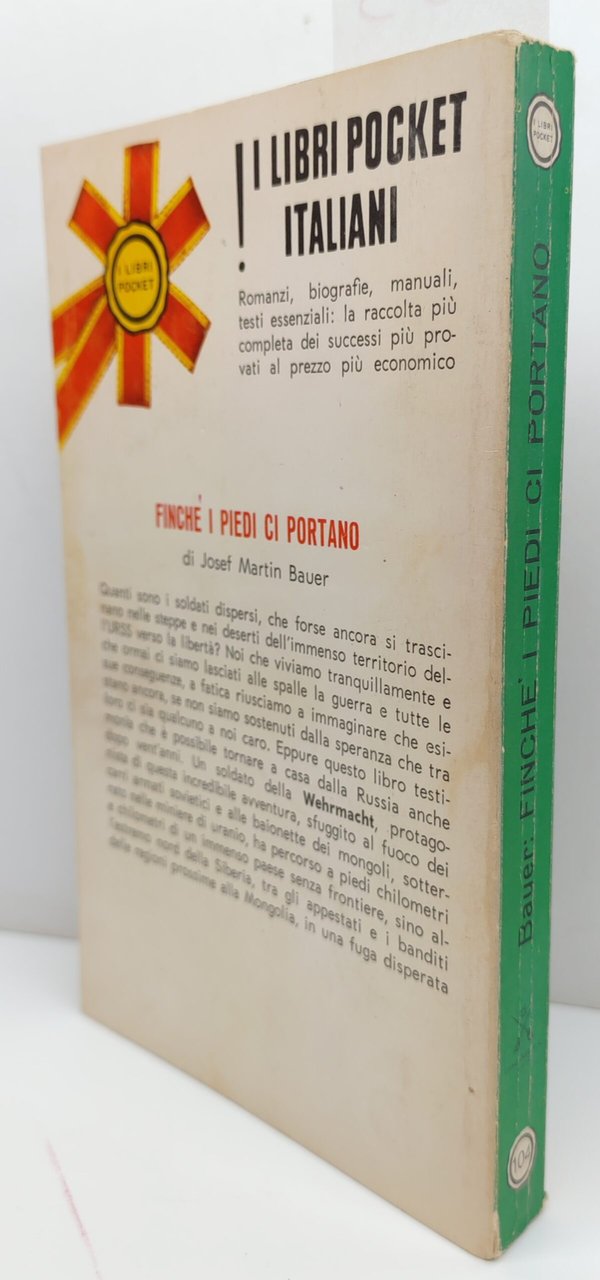 I LIBRI
POCKET
! I LIBRI POCKET
ITALIANI
Romanzi, biografie, manuali,
testi essenziali: la raccolta più
completa dei successi più pro-
vati al prezzo più economico
FINCHÉ I PIEDI CI PORTANO
di Josef Martin Bauer
Quanti sono i soldati dispersi, che forse ancora si trasci-
nano nelle steppe e nei deserti dell'immenso territorio del-
l'URSS verso la libertà? Noi che viviamo tranquillamente e
che ormai ci siamo lasciati alle spalle la guerra e tutte le
sue conseguenze, a fatica riusciamo a immaginare che esi-
stano ancora, se non siamo sostenuti dalla speranza che tra
loro ci sia qualcuno a noi caro. Eppure questo libro testi-
monia che è possibile tornare a casa dalla Russia anche
dopo vent'anni. Un soldato della Wehrmacht, protago-
nista di questa incredibile avventura, sfuggito al fuoco dei
carri armati sovietici e alle baionette dei mongoli, sotter-
rato nelle miniere di uranio, ha percorso a piedi chilometri
e chilometri di un immenso paese senza frontiere, sino al-
l'estremo nord della Siberia, tra gli appestati e i banditi
delle regioni prossime alla Mongolia, in una fuga disperata
I LIBRI
POCKET
Bauer: FINCHÉ I PIEDI CI PORTANO
104